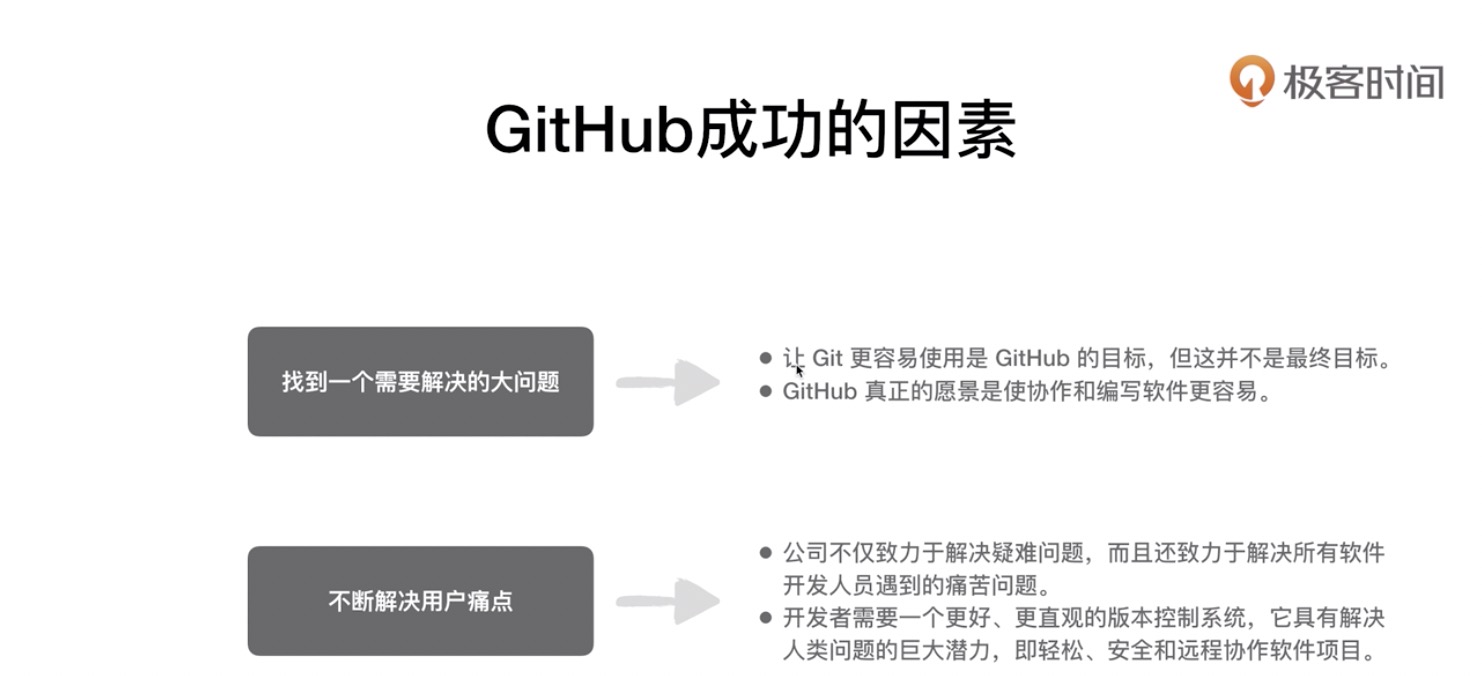 极客时间
GitHub成功的因素
找到一个需要解决的大问题
● 让 Git 更容易使用是 GitHub 的目标，但这并不是最终目标。
● GitHub 真正的愿景是使协作和编写软件更容易。
不断解决用户痛点
● 公司不仅致力于解决疑难问题，而且还致力于解决所有软件
开发人员遇到的痛苦问题。
● 开发者需要一个更好、更直观的版本控制系统，它具有解决
人类问题的巨大潜力，即轻松、安全和远程协作软件项目。